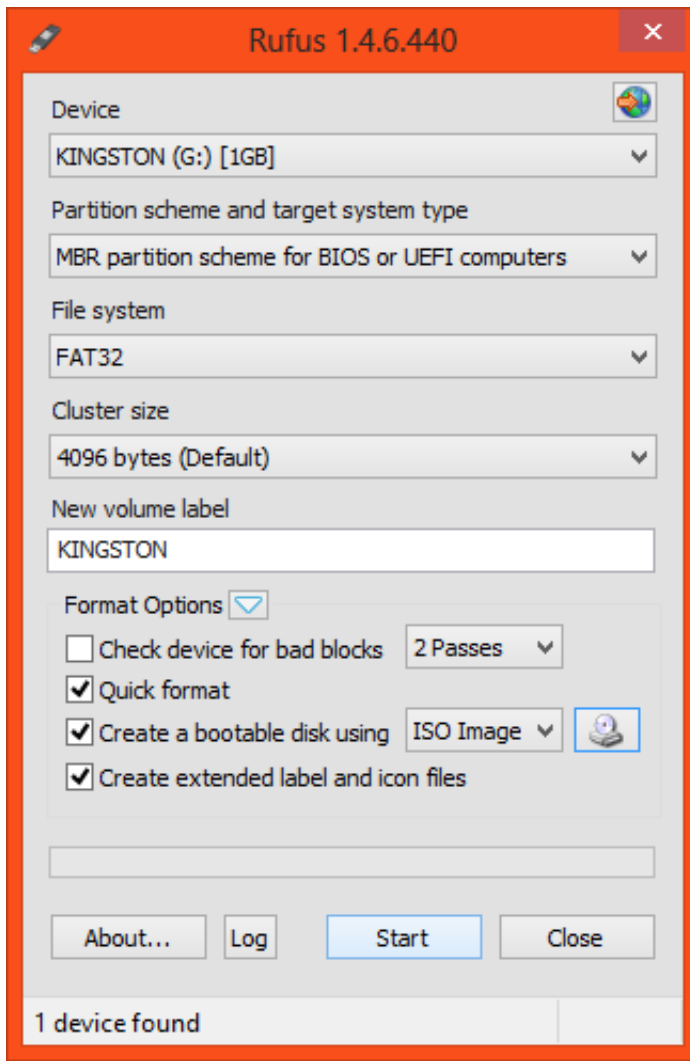 Rufus 1.4.6.440
Device
KINGSTON (G:) [1GB]
Partition scheme and target system type
MBR partition scheme for BIOS or UEFI computers
File system
FAT32
Cluster size
4096 bytes (Default)
New volume label
KINGSTON
Format Options
Check device for bad blocks 2 Passes
Quick format
Create a bootable disk using ISO Image
Create extended label and icon files
About... Log Start Close
1 device found